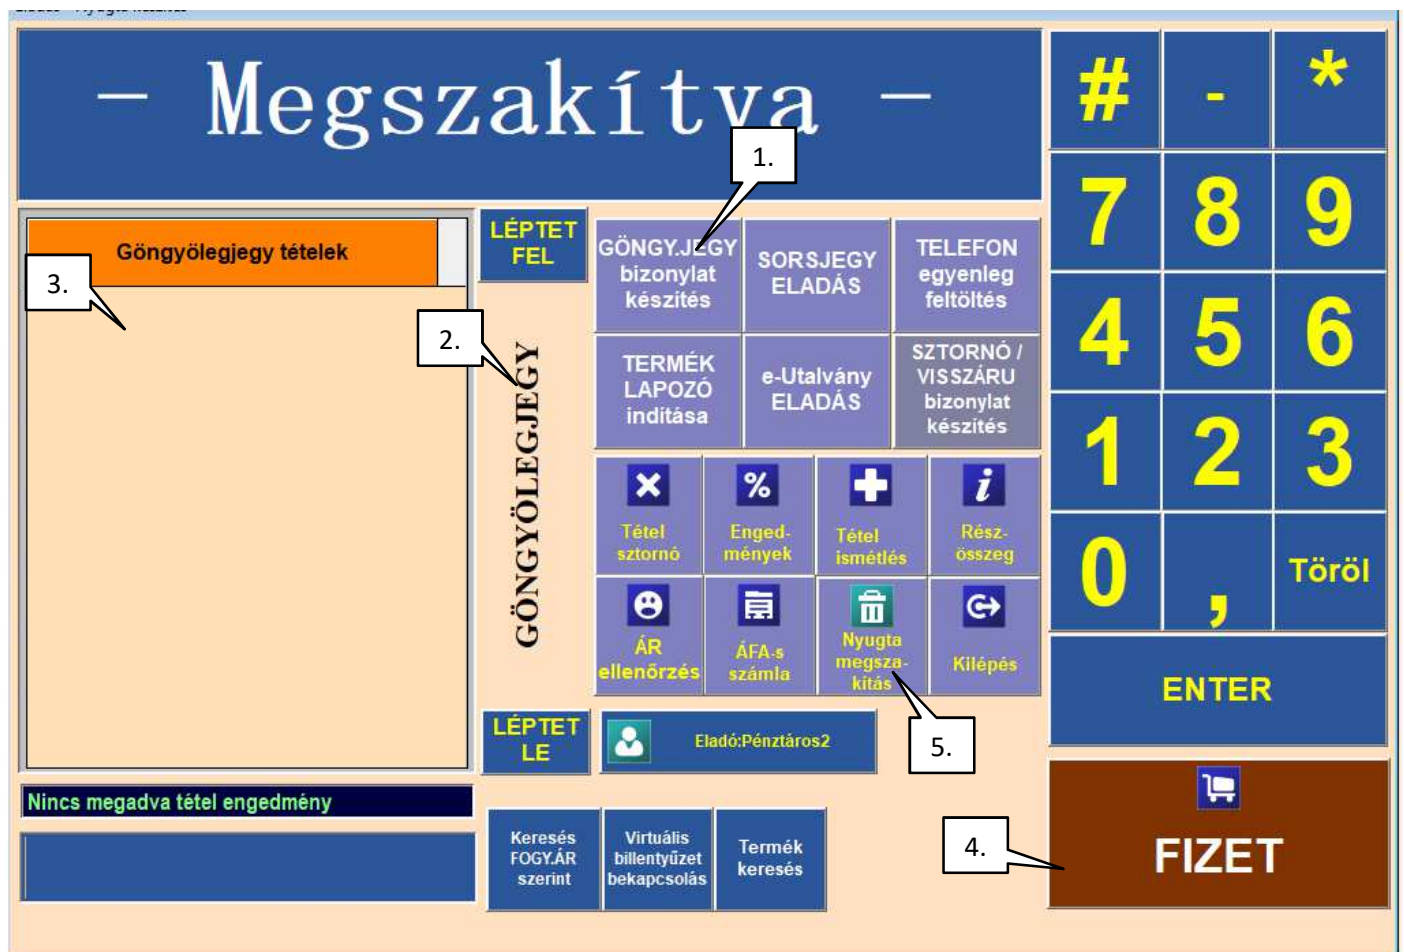 - Megszakítva -
1.
Göngyölegjegy tételek
3.
LÉPTET
FEL
2.
GÖNGYÖLEGJEGY
LÉPTET
LE
GÖNGY.JEGY
bizonylat
készítés
SORSJEGY
ELADÁS
TELEFON
egyenleg
feltöltés
TERMÉK
LAPOZÓ
indítása
e-Utalvány
ELADÁS
SZTORNÓ /
VISSZÁRU
bizonylat
készítés
Tétel
sztornó
%
Enged-
mények
Tétel
ismétlés
i
Rész-
összeg
ÁR
ellenőrzés
ÁFA-s
számla
Nyugta
megsza-
kítás
Kilépés
5.
Eladó:Pénztáros2
Nincs megadva tétel engedmény
Keresés
FOGY.ÁR
szerint
Virtuális
billentyűzet
bekapcsolás
Termék
keresés
# - *
7 8 9
4 5 6
1 2 3
0 , Töröl
ENTER
4.
FIZET